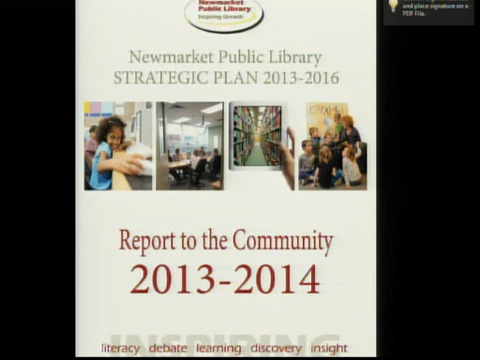 Newmarket
Public Library
Inspiring Growth
and place signature on a
PDF File.
Newmarket Public Library
STRATEGIC PLAN 2013-2016
Report to the Community
2013-2014
INSPIRING
literacy debate learning discovery insight